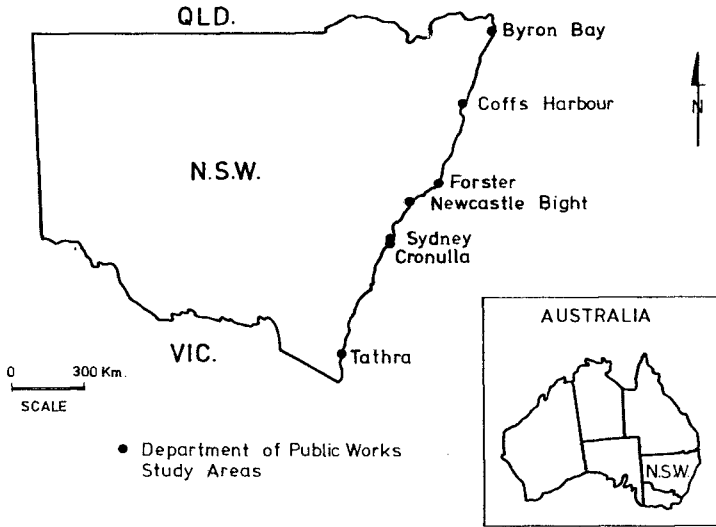 QLD.
Byron Bay
N
Coffs Harbour
N.S.W.
Forster
Newcastle Bight
Sydney
Cronulla
VIC.
Tathra
0 300 Km.
SCALE
Department of Public Works
Study Areas
AUSTRALIA
N.S.W.